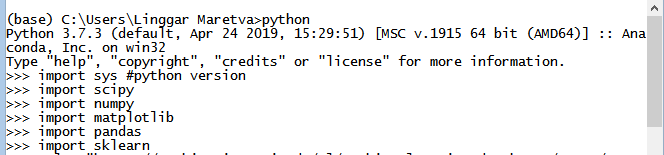 (base) C:\Users\Linggar Maretva>python
Python 3.7.3 (default, Apr 24 2019, 15:29:51) [MSC v.1915 64 bit (AMD64)] :: Ana
conda, Inc. on win32
Type "help", "copyright", "credits" or "license" for more information.
>>> import sys #python version
>>> import scipy
>>> import numpy
>>> import matplotlib
>>> import pandas
>>> import sklearn